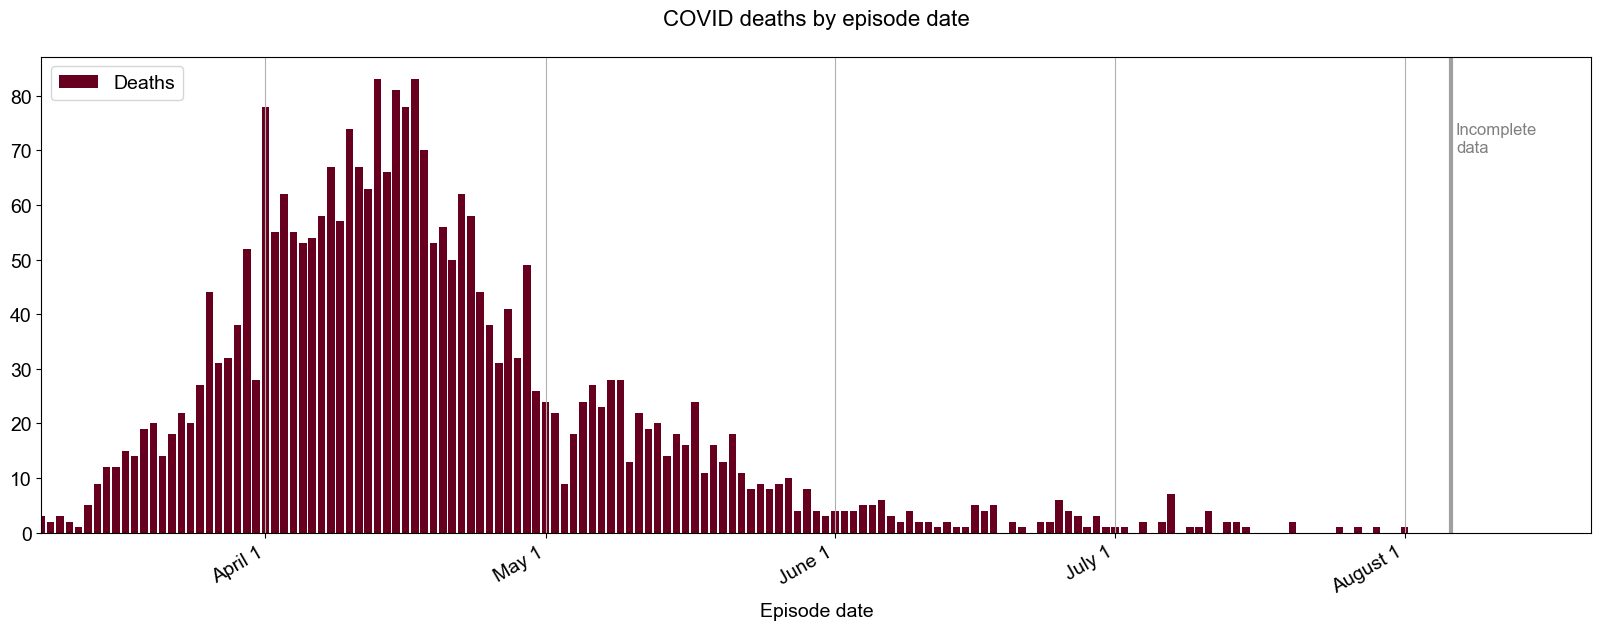 COVID deaths by episode date
Deaths
80
70
60
50
40
30
20
10
0
Incomplete
data
April 1
May 1
June 1
July 1
August 1
Episode date